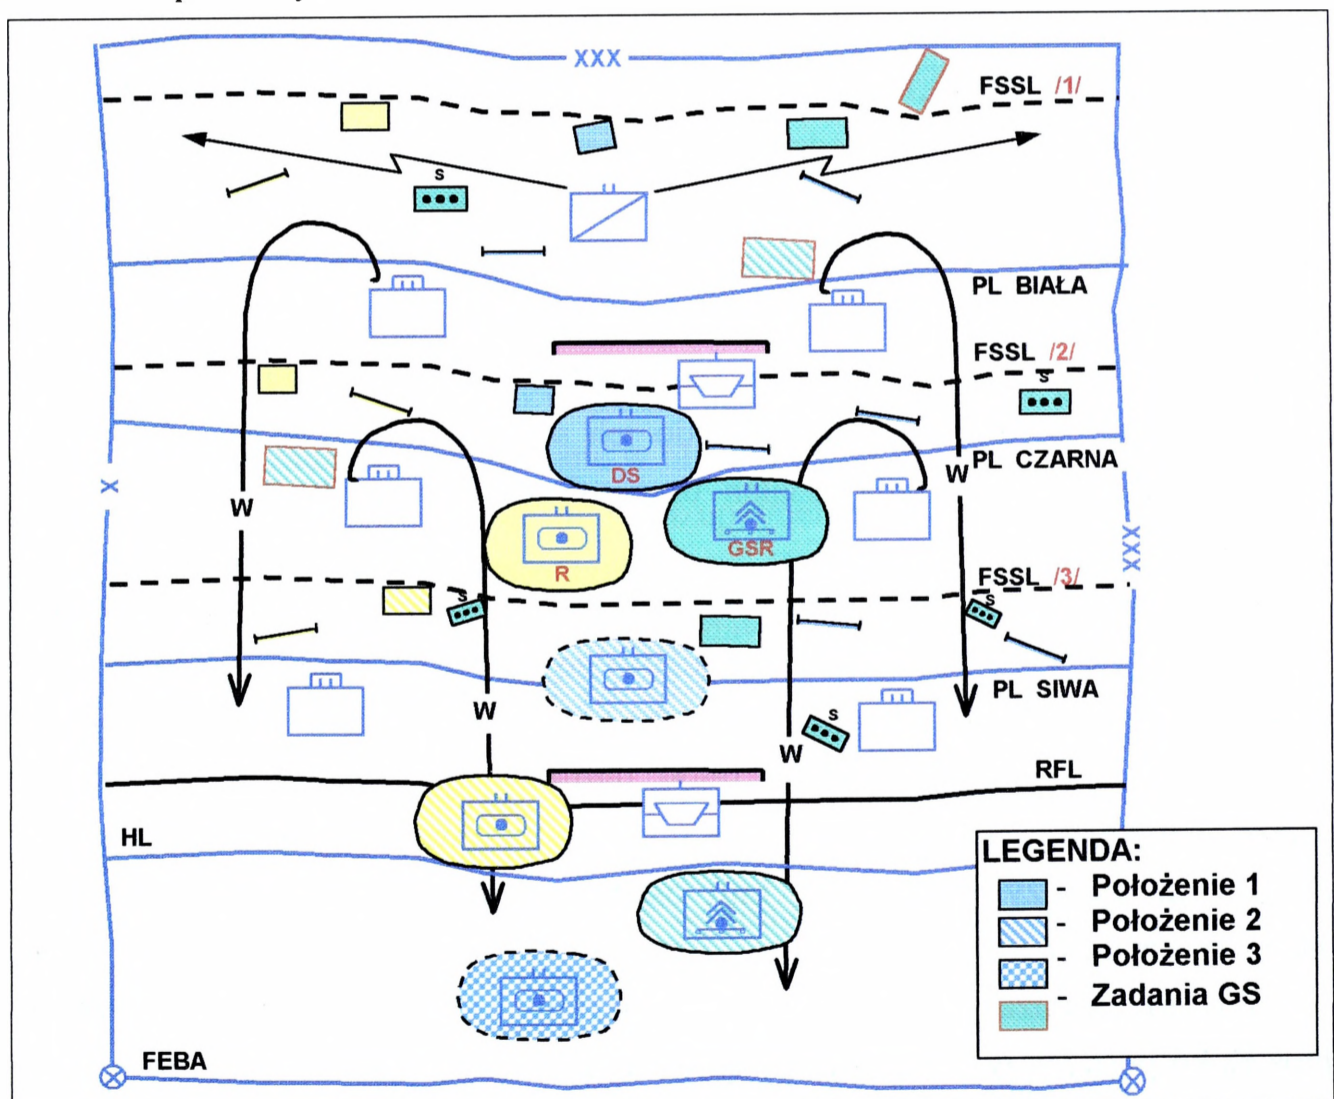 XXX
FSSL /1/
S
PL BIAŁA
FSSL /2/
S
DS
PL CZARNA
X
W
W
GSR
R
XXX
FSSL /3/
S
S
PL SIWA
W
S
W
RFL
HL
LEGENDA:
- Położenie 1
- Położenie 2
- Położenie 3
- Zadania GS
FEBA